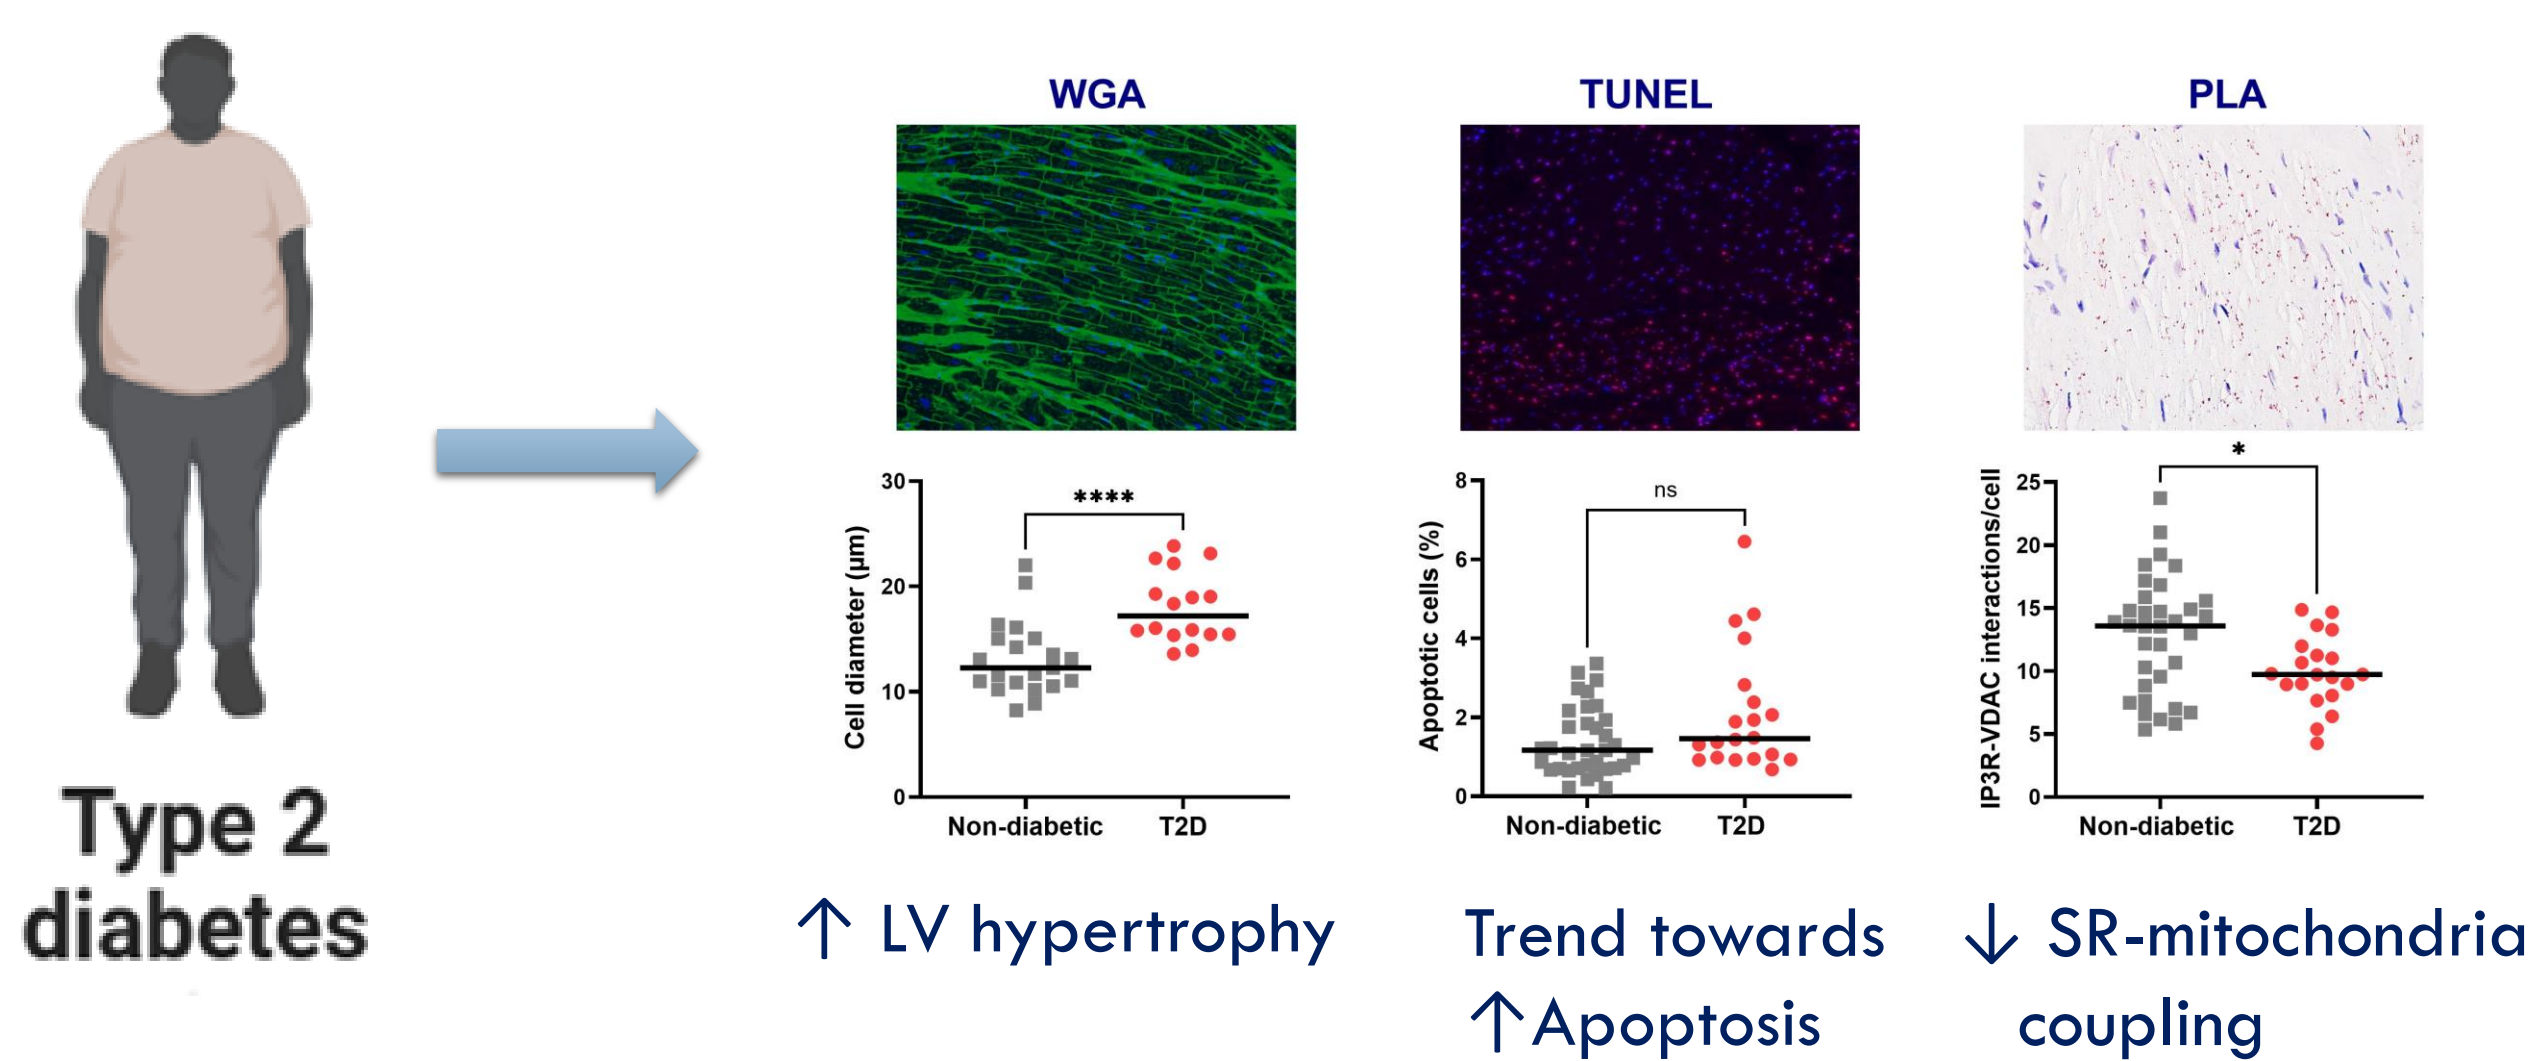 Type 2
diabetes
WGA
TUNEL
PLA
Cell diameter (μm)
30
20
10
0
****
Non-diabetic
T2D
Apoptotic cells (%)
8
6
4
2
0
ns
Non-diabetic
T2D
IP3R-VDAC interactions/cell
25
20
15
10
5
0
*
Non-diabetic
T2D
↑ LV hypertrophy
Trend towards
↑Apoptosis
↓ SR-mitochondria
coupling